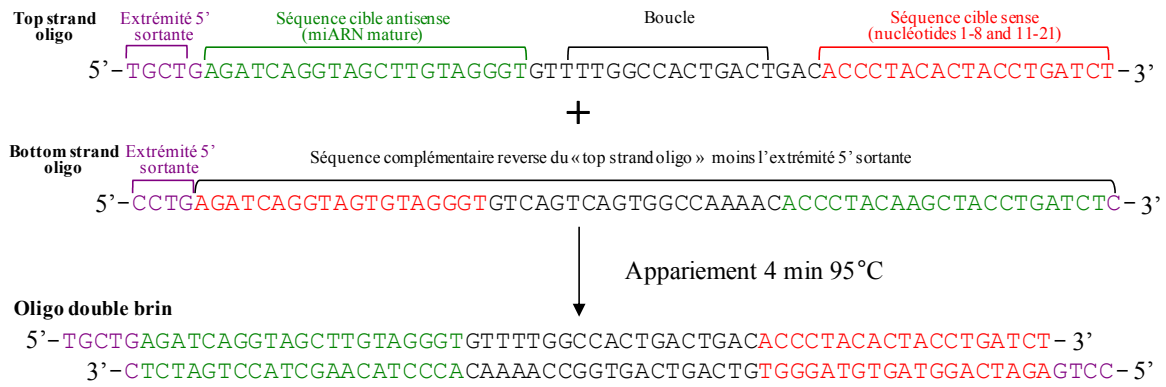 Top strand oligo
Extrémité 5' sortante
Séquence cible antisense (miARN mature)
Boucle
Séquence cible sense (nucléotides 1-8 and 11-21)
5'-TGCTGAGATCAGGTAGCTTGTAGGGTGTTTTGGCCACTGACTGACACCCTACACTACCTGATCT-3'
+
Bottom strand oligo
Extrémité 5' sortante
Séquence complémentaire reverse du « top strand oligo » moins l'extrémité 5' sortante
5'-CCTGAGATCAGGTAGTGTAGGGTGTCAGTCAGTGGCCAAAACACCCTACAAGCTACCTGATCTC-3'
Appariement 4 min 95°C
Oligo double brin
5'-TGCTGAGATCAGGTAGCTTGTAGGGTGTTTTGGCCACTGACTGACACCCTACACTACCTGATCT-3'
3'-CTCTAGTCCATCGAACATCCCACAAAACCGGTGACTGACTGTGGGATGTGATGGACTAGAGTCC-5'